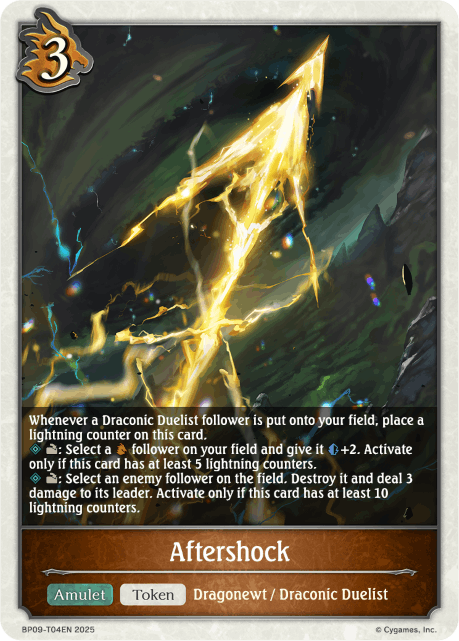 3
Whenever a Draconic Duelist follower is put onto your field, place a
lightning counter on this card.
: Select a follower on your field and give it +2. Activate
only if this card has at least 5 lightning counters.
: Select an enemy follower on the field. Destroy it and deal 3
damage to its leader. Activate only if this card has at least 10
lightning counters.
Aftershock
Amulet Token Dragonewt / Draconic Duelist
BP09-T04EN 2025 © Cygames, Inc.